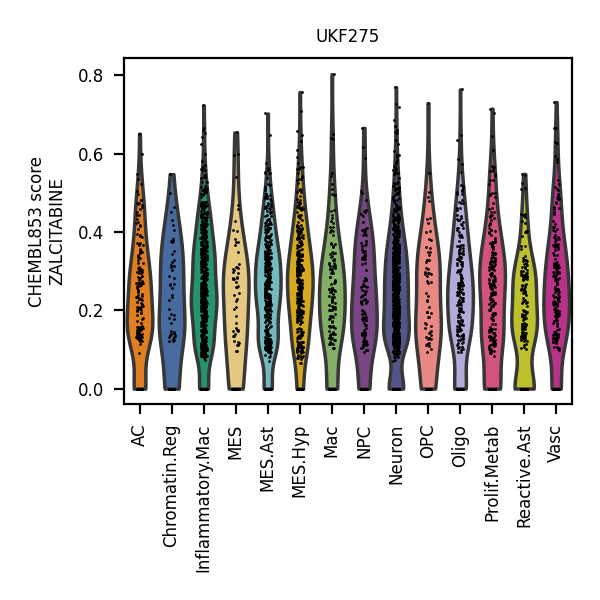 UKF275
CHEMBL853 score
ZALCITABINE
0.8
0.6
0.4
0.2
0.0
AC
Chromatin.Reg
Inflammatory.Mac
MES
MES.Ast
MES.Hyp
Mac
NPC
Neuron
OPC
Oligo
Prolif.Metab
Reactive.Ast
Vasc